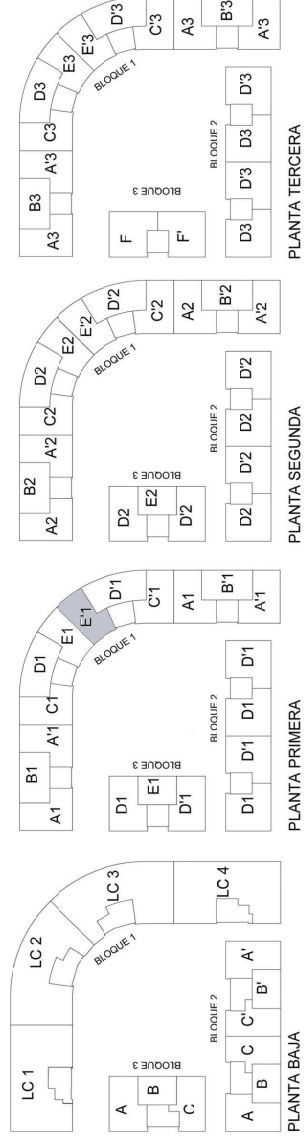 LC 1
LC 2
LC 3
LC 4
BLOQUE 1
BLOQUE 3
A
B
BLOQUE 2
A
B
C
C'
B'
A'
PLANTA BAJA
A1
B1
A'1
C1
D1
E1
E'1
D'1
C'1
A1
B'1
A'1
BLOQUE 1
BLOQUE 3
D1
E1
D'1
BLOQUE 2
D1
D'1
D1
D'1
PLANTA PRIMERA
A2
B2
A'2
C2
D2
E2
E'2
D'2
C'2
A2
B'2
A'2
BLOQUE 1
BLOQUE 3
D2
E2
D'2
BLOQUE 2
D2
D'2
D2
D'2
PLANTA SEGUNDA
A3
B3
A'3
C3
D3
E3
E'3
D'3
C'3
A3
B'3
A'3
BLOQUE 1
BLOQUE 3
F
F'
BLOQUE 2
D3
D'3
D3
D'3
PLANTA TERCERA